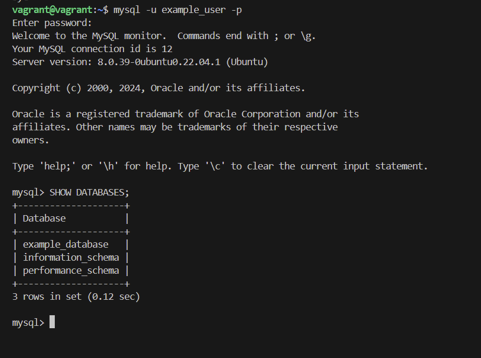 vagrant@vagrant:~$ mysql -u example_user -p
Enter password:
Welcome to the MySQL monitor.  Commands end with ; or \g.
Your MySQL connection id is 12
Server version: 8.0.39-0ubuntu0.22.04.1 (Ubuntu)

Copyright (c) 2000, 2024, Oracle and/or its affiliates.

Oracle is a registered trademark of Oracle Corporation and/or its
affiliates. Other names may be trademarks of their respective
owners.

Type 'help;' or '\h' for help. Type '\c' to clear the current input statement.

mysql> SHOW DATABASES;
+--------------------+
| Database           |
+--------------------+
| example_database   |
| information_schema |
| performance_schema |
+--------------------+
3 rows in set (0.12 sec)

mysql>